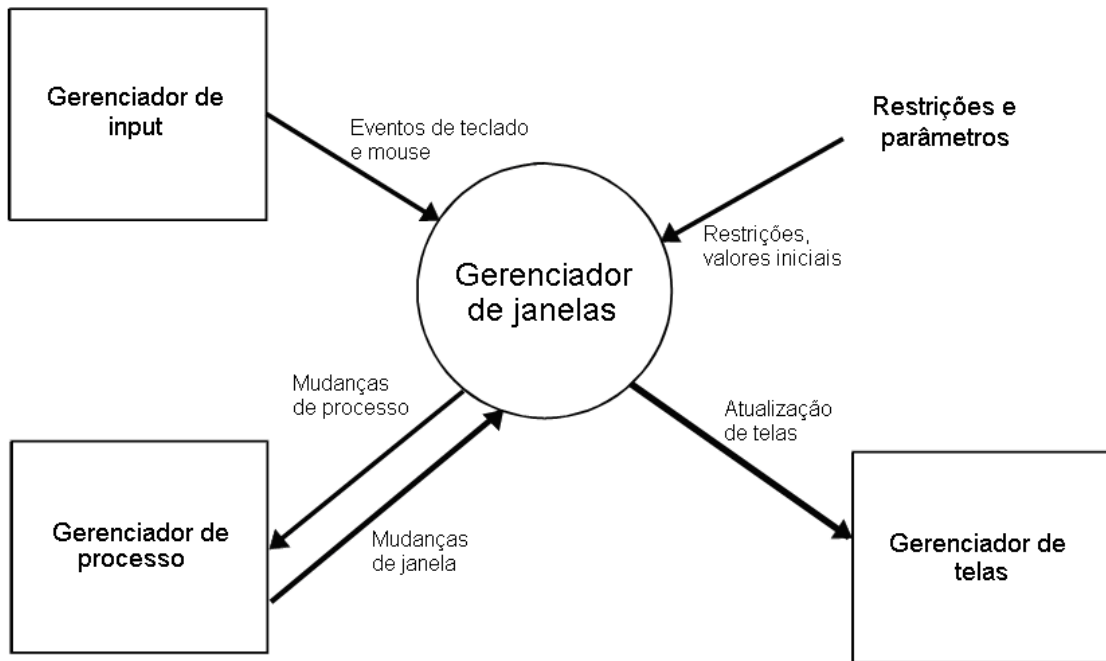 Gerenciador de
input
Eventos de teclado
e mouse
Restrições e
parâmetros
Restrições,
valores iniciais
Gerenciador
de janelas
Mudanças
de processo
Atualização
de telas
Gerenciador de
processo
Mudanças
de janela
Gerenciador de
telas